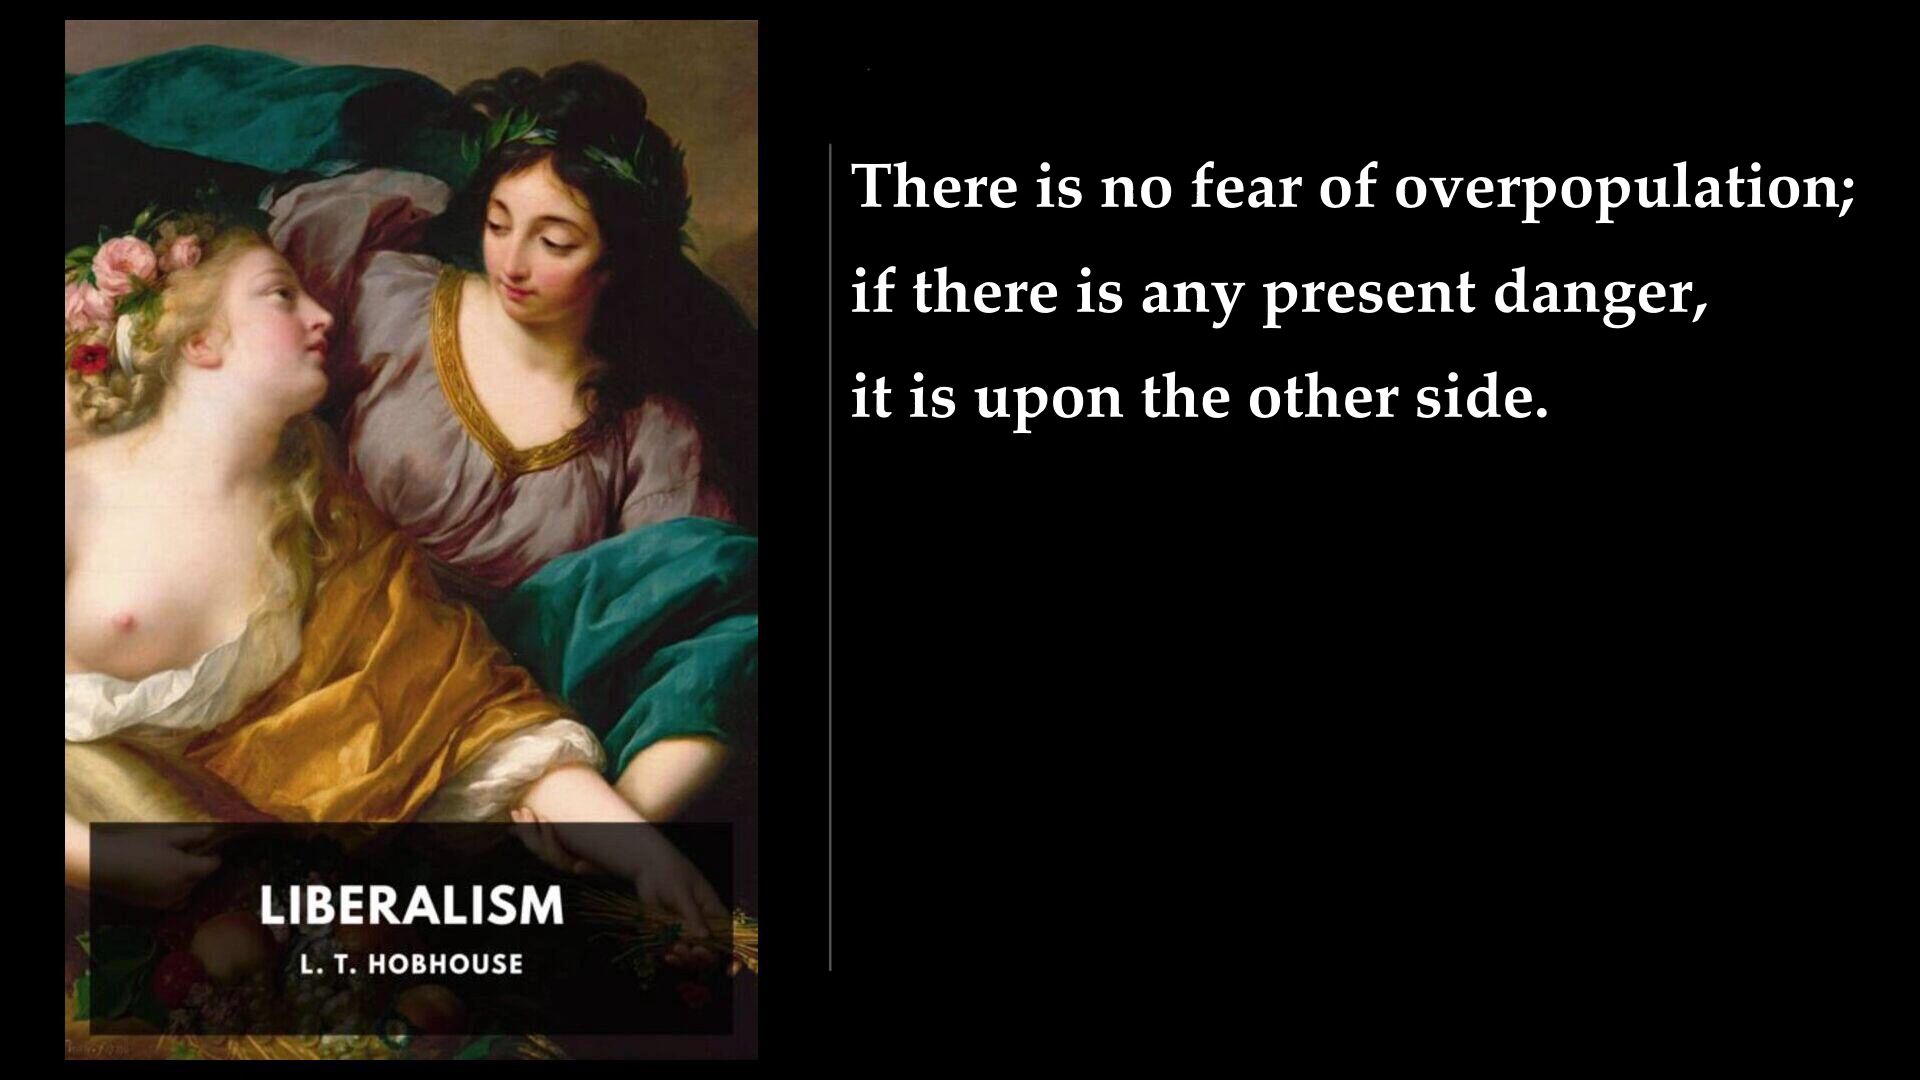 There is no fear of overpopulation;
if there is any present danger,
it is upon the other side.
LIBERALISM
L. T. HOBHOUSE